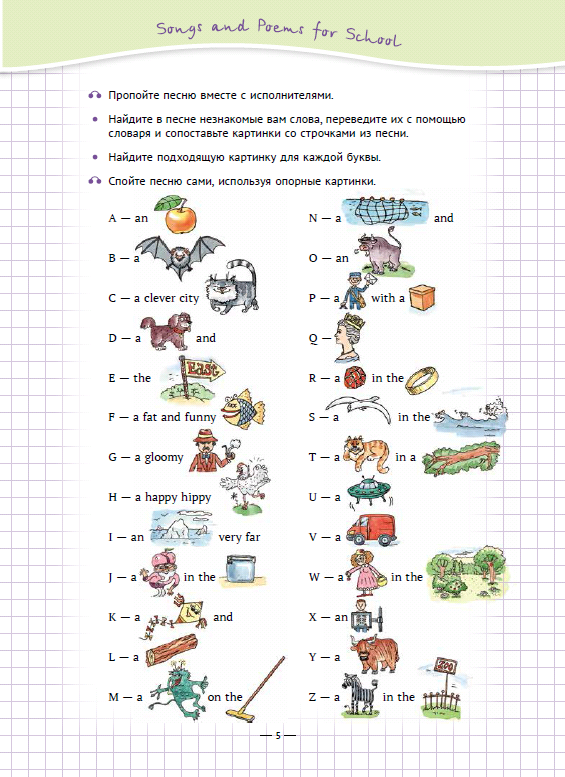 Songs and Poems for School
Пропойте песню вместе с исполнителями.
• Найдите в песне незнакомые вам слова, переведите их с помощью
словаря и сопоставьте картинки со строчками из песни.
• Найдите подходящую картинку для каждой буквы.
Спойте песню сами, используя опорные картинки.
A — an
B — a
C — a clever city
D — a and
E — the East
F — a fat and funny
G — a gloomy
H — a happy hippy
I — an very far
J — a in the
K — a and
L — a
M — a on the
N — a and
O — an
P — a with a
Q —
R — a in the
S — a in the
T — a in a
U — a
V — a
W — a in the
X — an
Y — a
ZOO
Z — a in the
— 5 —